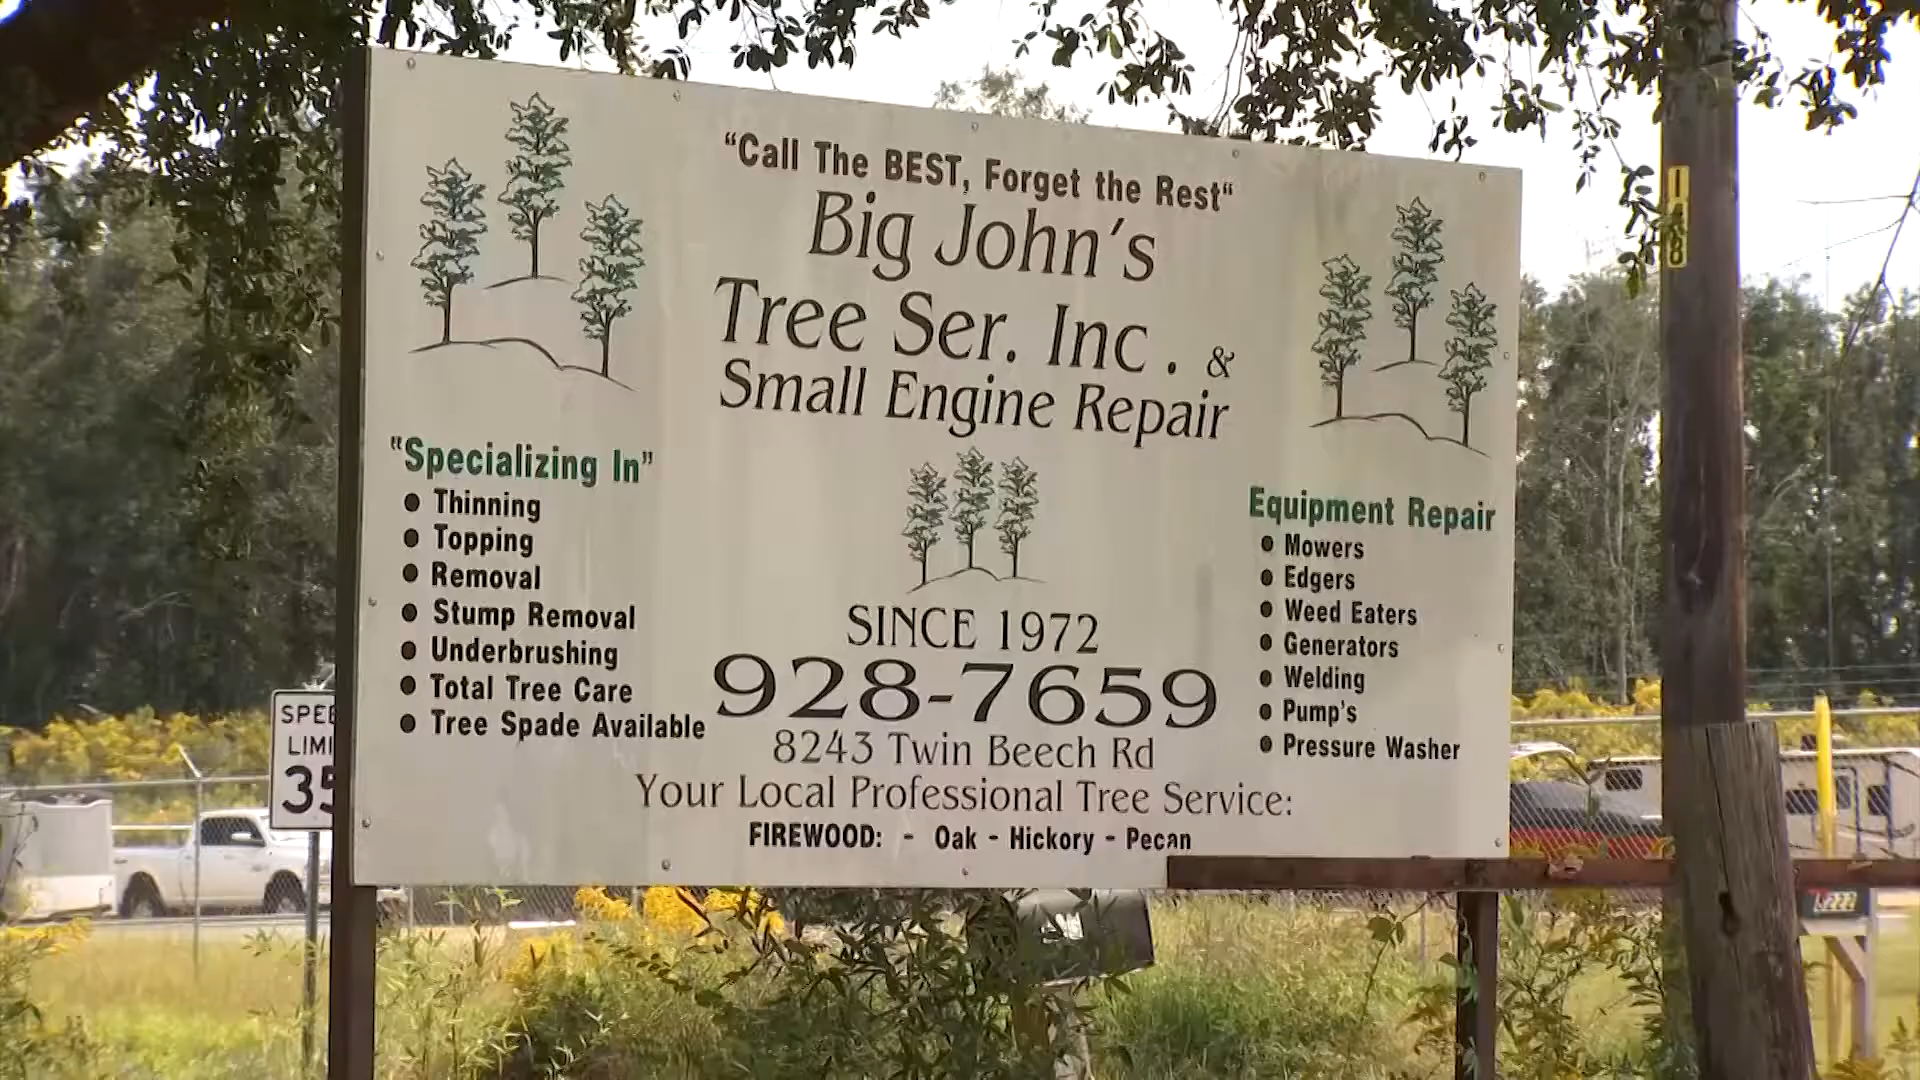 "Call The BEST, Forget the Rest"
Big John's
Tree Ser. Inc. &
Small Engine Repair
"Specializing In"
● Thinning
● Topping
● Removal
● Stump Removal
● Underbrushing
● Total Tree Care
● Tree Spade Available
SINCE 1972
928-7659
8243 Twin Beech Rd
Your Local Professional Tree Service:
FIREWOOD: - Oak - Hickory - Pecan
Equipment Repair
● Mowers
● Edgers
● Weed Eaters
● Generators
● Welding
● Pump's
● Pressure Washer
SPEE
LIMI
35